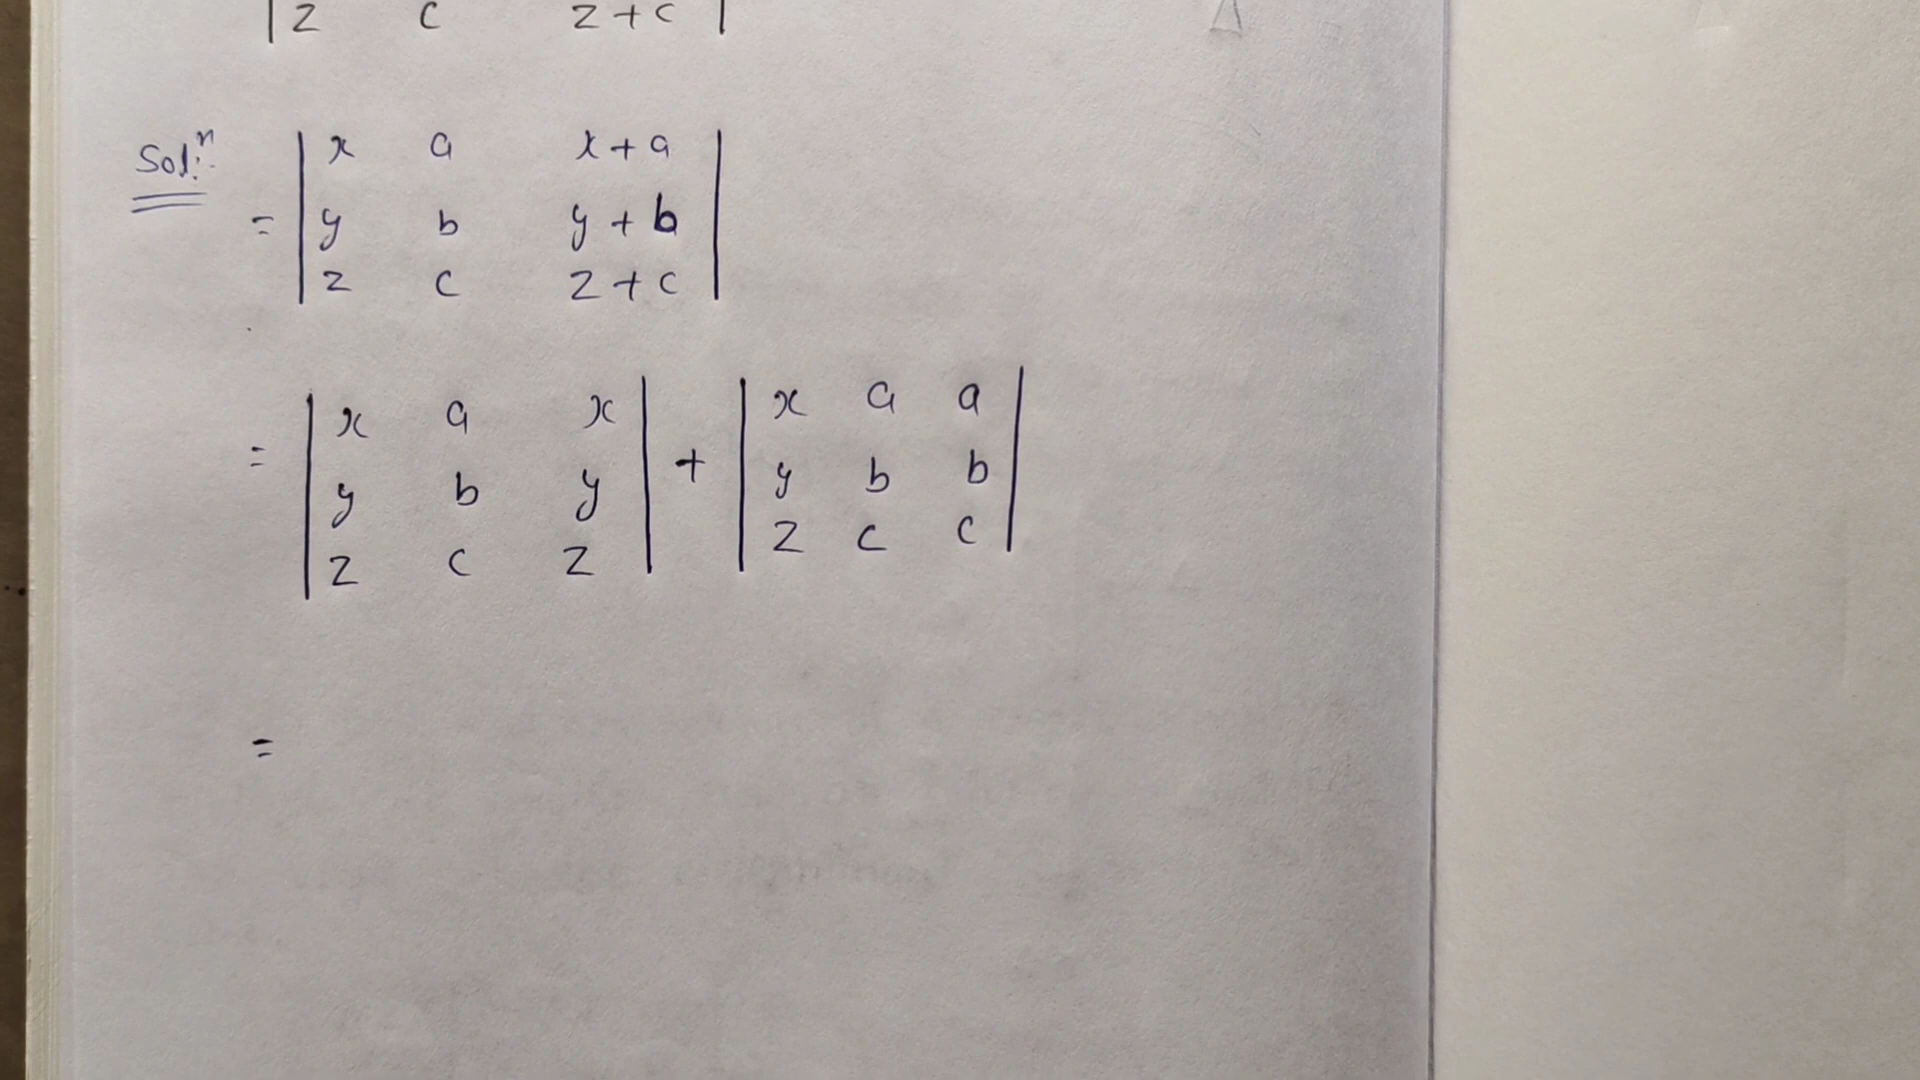 | z c z + c |
Sol:ⁿ
= | x a x + a |
| y b y + b |
| z c z + c |
= | x a x | + | x a a |
| y b y | | y b b |
| z c z | | z c c |
=